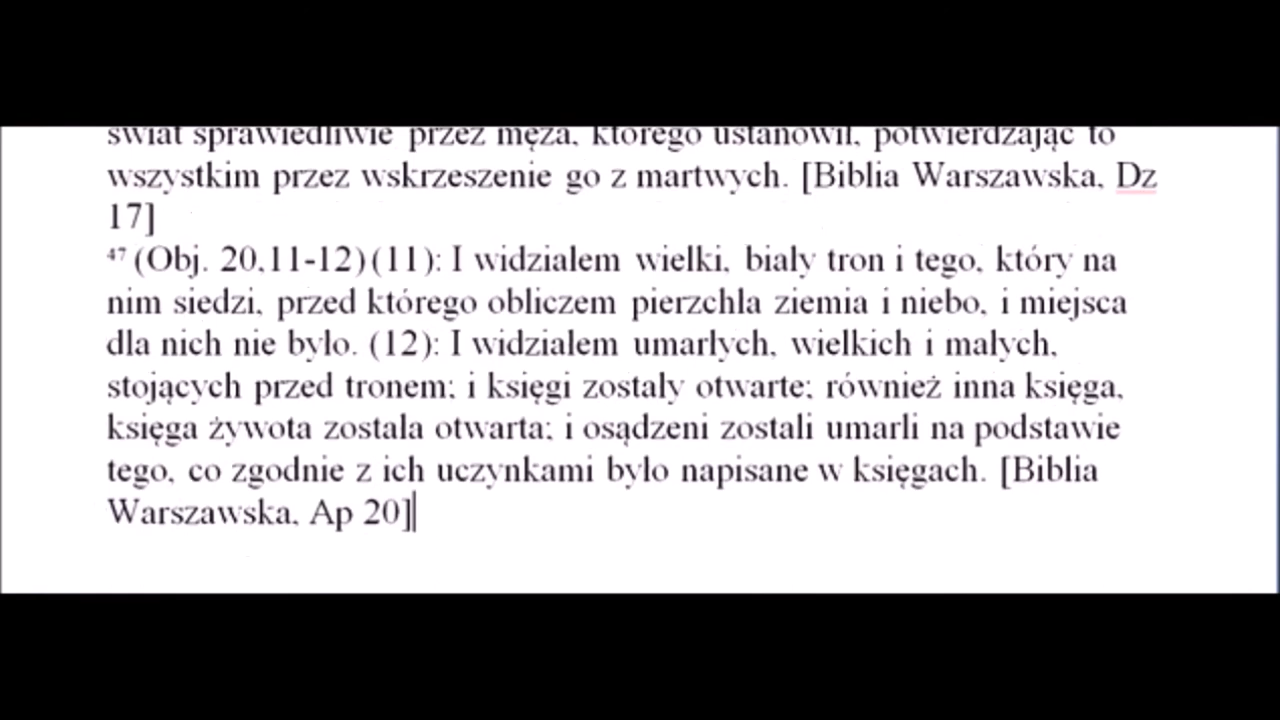 świat sprawiedliwie przez męża, którego ustanowił, potwierdzając to
wszystkim przez wskrzeszenie go z martwych. [Biblia Warszawska, Dz
17]
⁴⁷ (Obj. 20,11-12) (11): I widziałem wielki, biały tron i tego, który na
nim siedzi, przed którego obliczem pierzchła ziemia i niebo, i miejsca
dla nich nie było. (12): I widziałem umarłych, wielkich i małych,
stojących przed tronem; i księgi zostały otwarte; również inna księga,
księga żywota została otwarta; i osądzeni zostali umarli na podstawie
tego, co zgodnie z ich uczynkami było napisane w księgach. [Biblia
Warszawska, Ap 20]